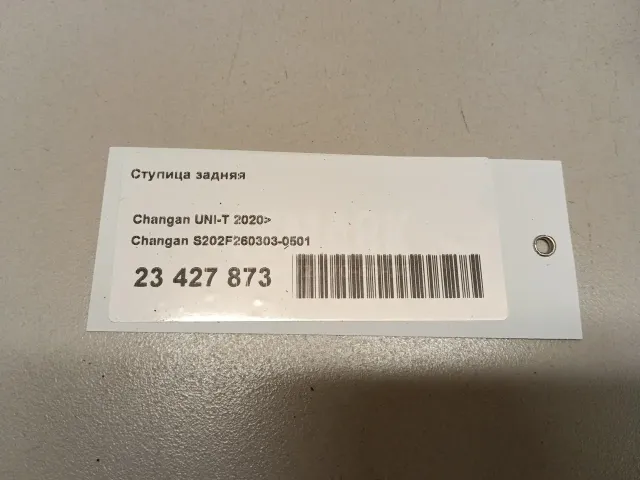 Ступица задняя
Changan UNI-T 2020>
Changan S202F260303-0501
23 427 873